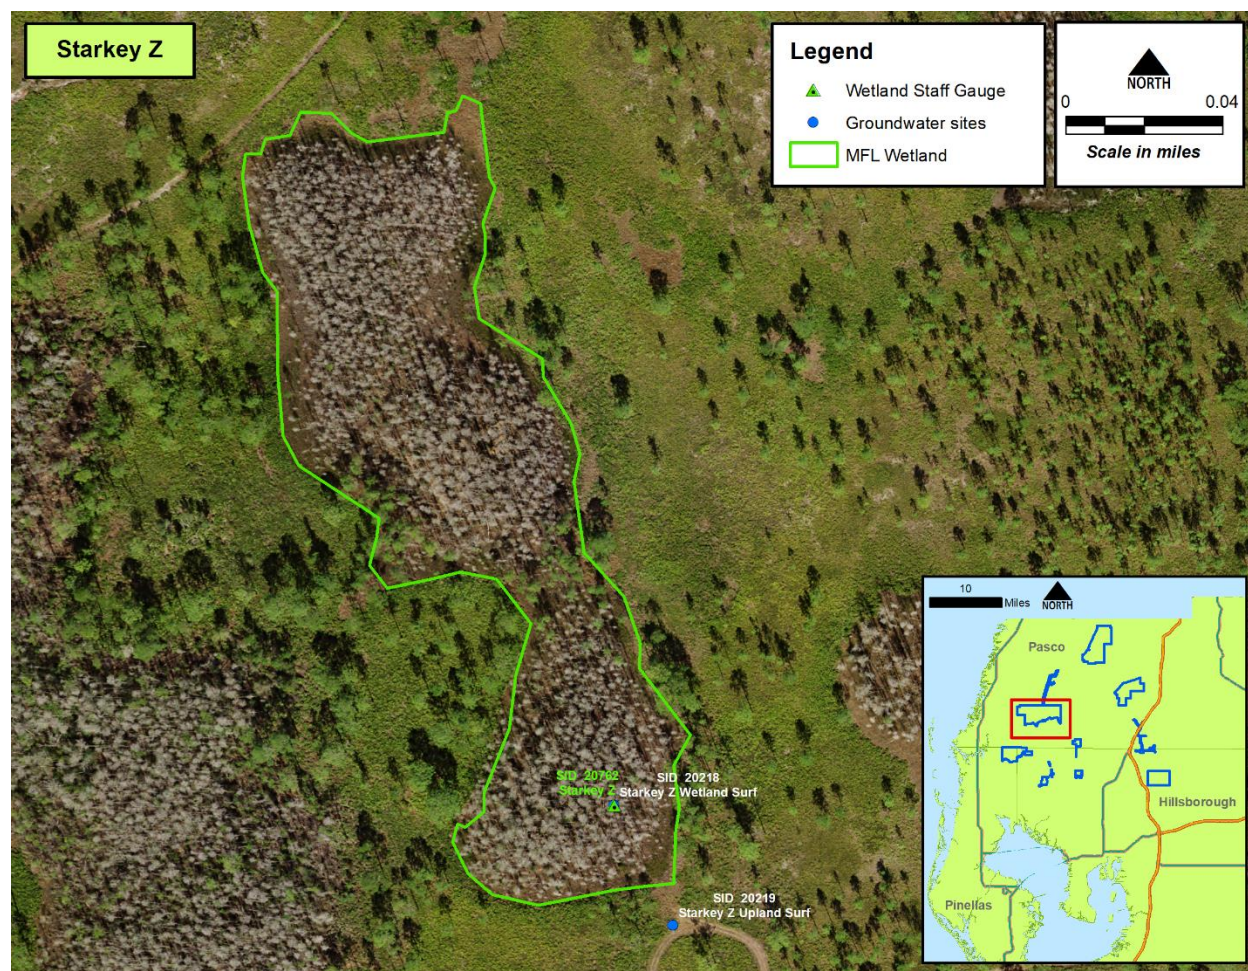 Starkey Z
Legend
Wetland Staff Gauge
Groundwater sites
MFL Wetland
NORTH
0 0.04
Scale in miles
SID 20762
Starkey Z
SID 20218
Starkey Z Wetland Surf
SID 20219
Starkey Z Upland Surf
10
Miles
NORTH
Pasco
Hillsborough
Pinellas